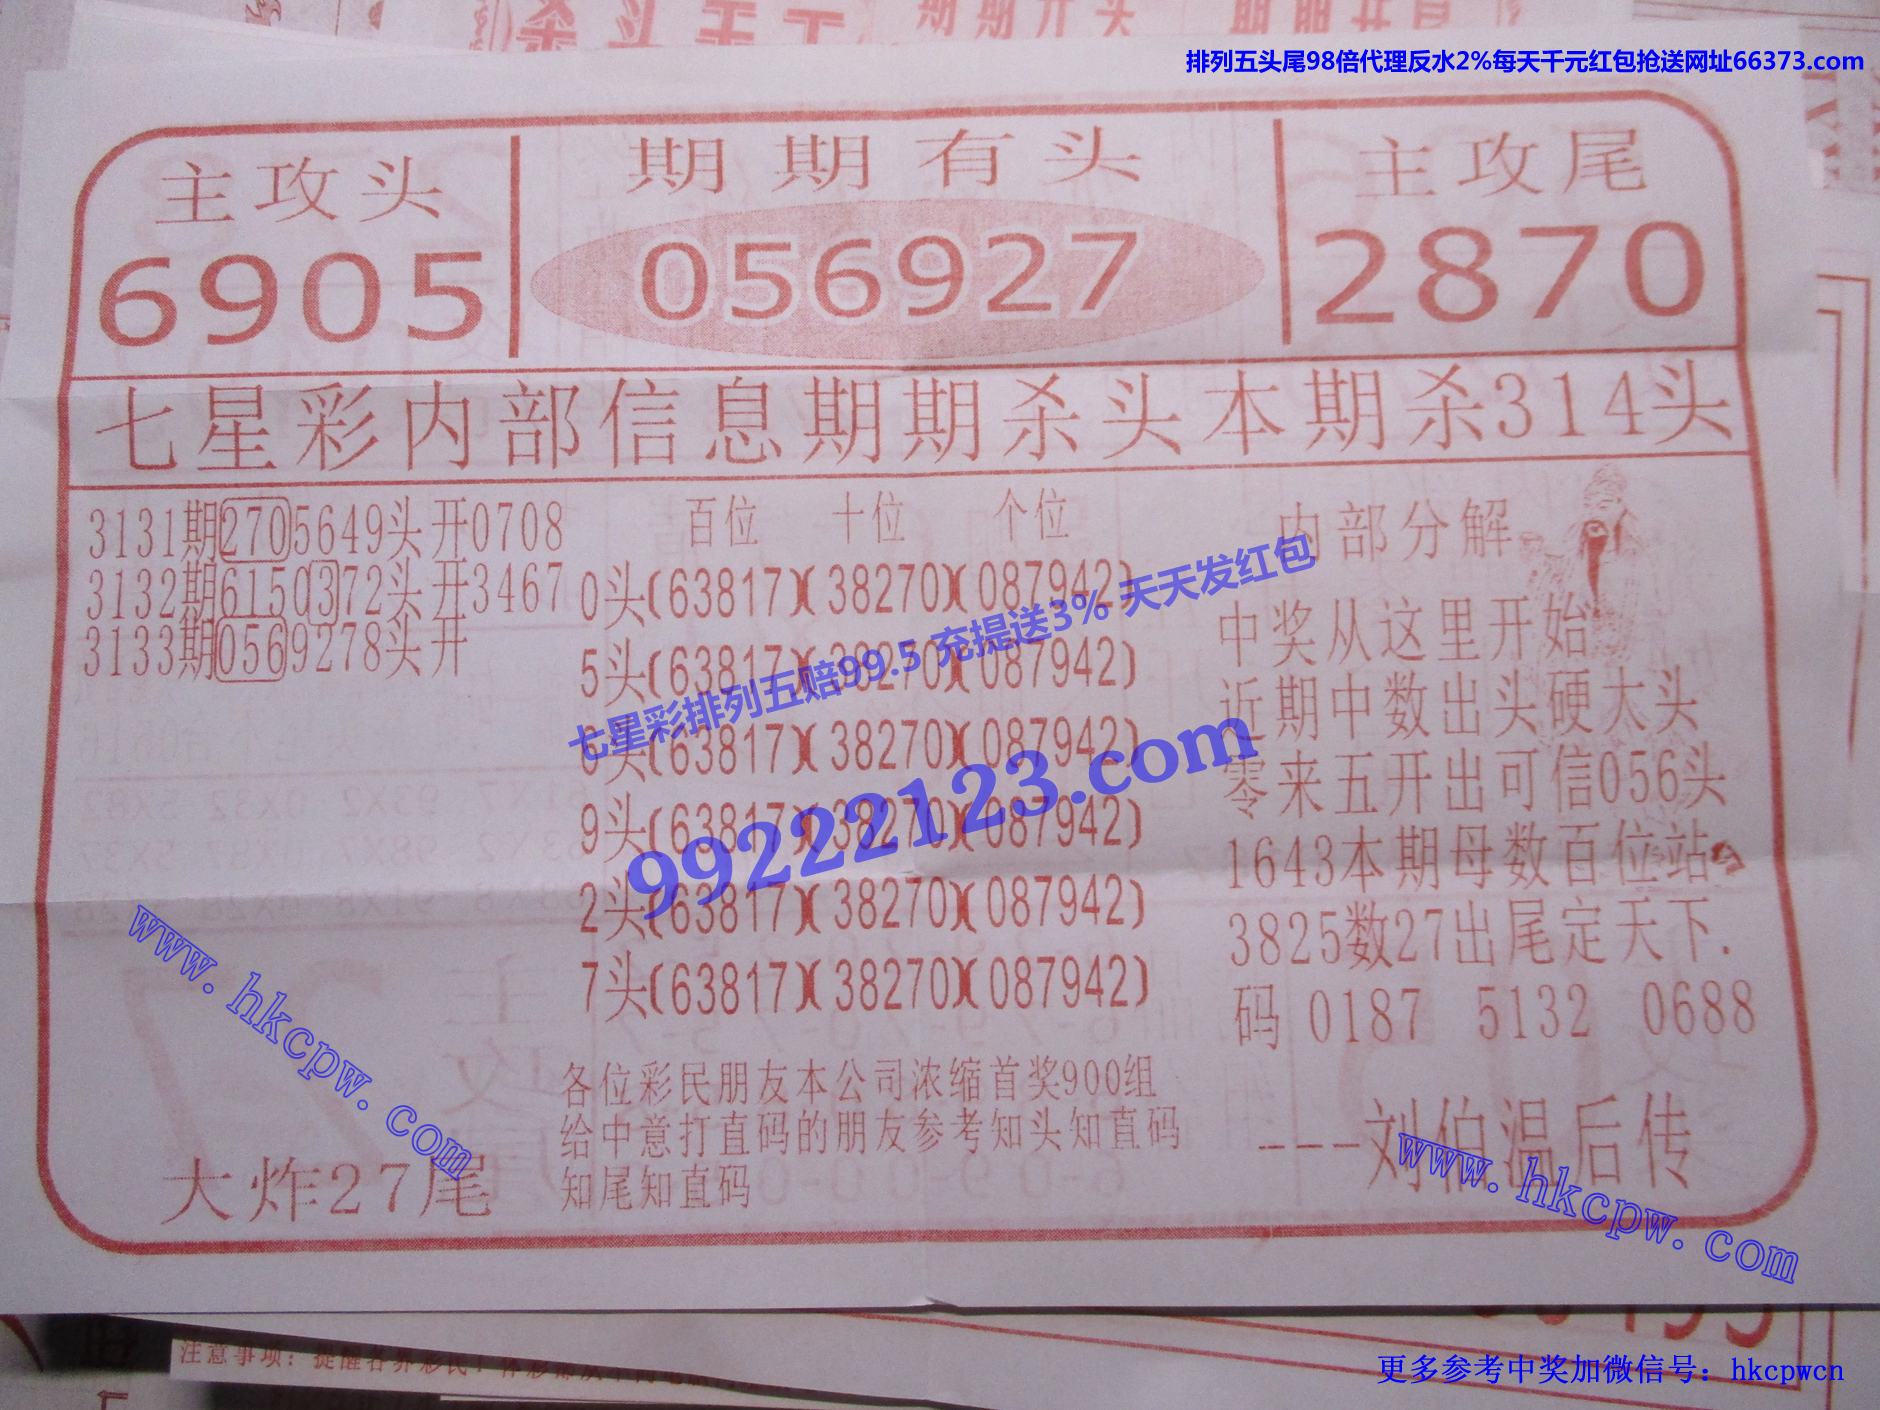 排列五头尾98倍代理反水2%每天千元红包抢送网址66373.com
主攻头
期期有头
主攻尾
6905
056927
2870
七星彩内部信息期期杀头本期杀314头
3131期2705649头开0708
3132期6150372头开3467
3133期0569278头开
百位 十位 个位
0头(63817)(38270)(087942)
5头(63817)(38270)(087942)
6头(63817)(38270)(087942)
9头(63817)(38270)(087942)
2头(63817)(38270)(087942)
7头(63817)(38270)(087942)
内部分解
中奖从这里开始
近期中数出头硬太头
零来五开出可信056头
1643本期母数百位站
3825数27出尾定天下.
码 0187 5132 0688
七星彩排列五赔99.5 充提送3% 天天发红包
99222123.com
www.hkcpw.com
各位彩民朋友本公司浓缩首奖900组
给中意打直码的朋友参考知头知直码
知尾知直码
大炸27尾
---刘伯温后传
www.hkcpw.com
更多参考中奖加微信号：hkcpwcn